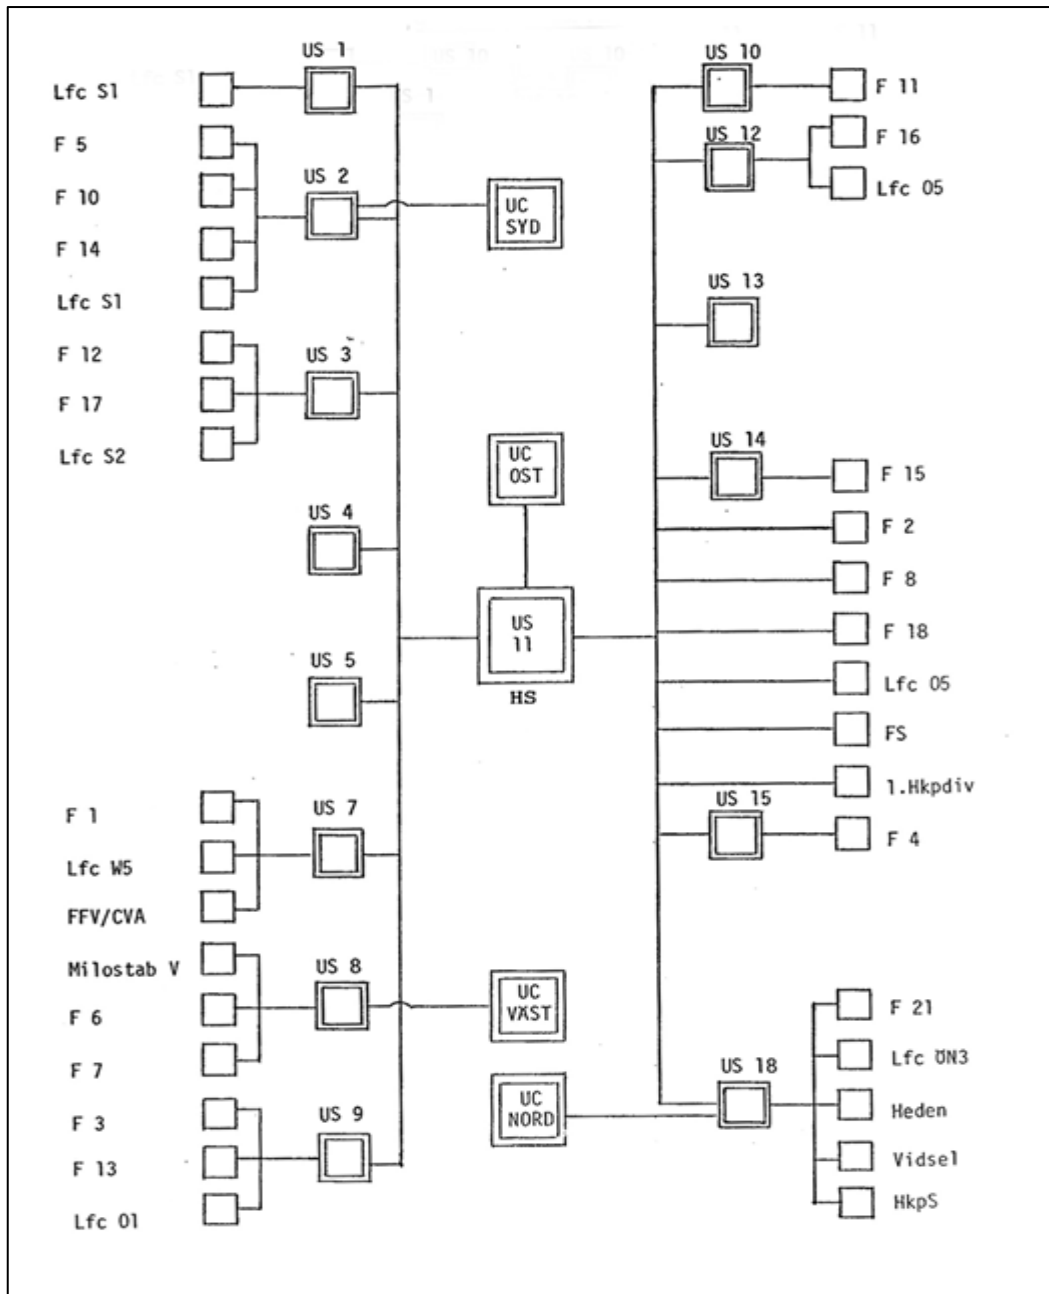 US 1
Lfc S1
F 5
US 2
F 10
F 14
Lfc S1
F 12
US 3
F 17
Lfc S2
US 4
US 5
F 1
US 7
Lfc W5
FFV/CVA
Milostab V
US 8
F 6
F 7
F 3
US 9
F 13
Lfc O1
UC
SYD
UC
OST
US
11
HS
UC
VÄST
UC
NORD
US 10
F 11
US 12
F 16
Lfc O5
US 13
US 14
F 15
F 2
F 8
F 18
Lfc O5
FS
1.Hkpdiv
US 15
F 4
F 21
US 18
Lfc ÖN3
Heden
Vidsel
HkpS